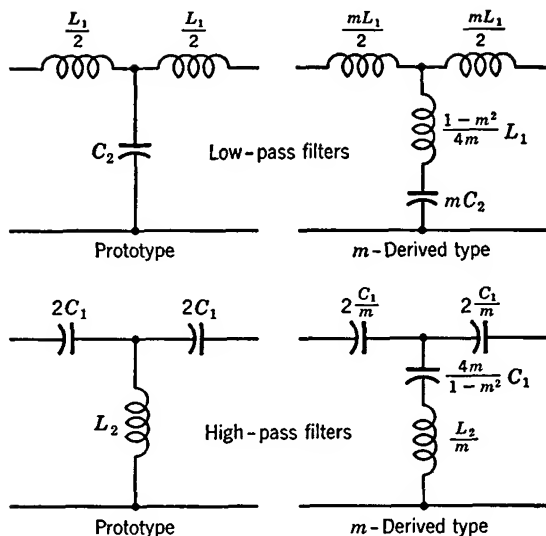 L₁/2 L₁/2
mL₁/2 mL₁/2
C₂
(1 − m²)/4m L₁
mC₂
Low-pass filters
Prototype
m-Derived type
2C₁ 2C₁
2 C₁/m 2 C₁/m
L₂
4m/(1 − m²) C₁
L₂/m
High-pass filters
Prototype
m-Derived type